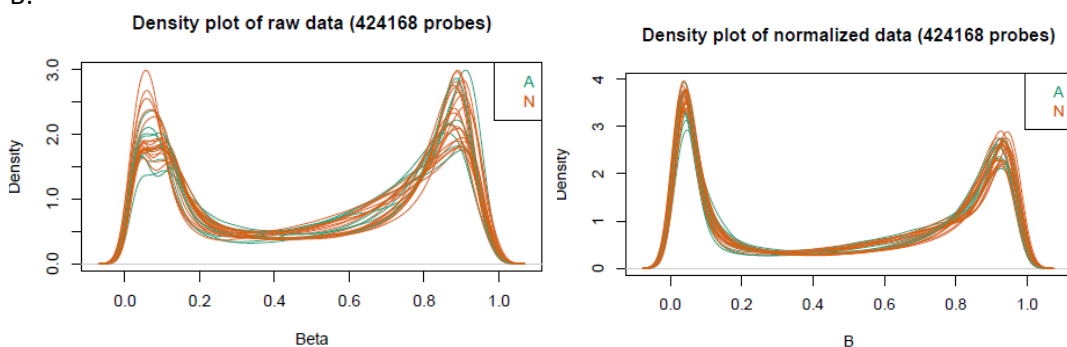 B.
Density plot of raw data (424168 probes)
A
N
Density
3.0
2.0
1.0
0.0
0.0 0.2 0.4 0.6 0.8 1.0
Beta
Density plot of normalized data (424168 probes)
A
N
Density
4
3
2
1
0
0.0 0.2 0.4 0.6 0.8 1.0
B